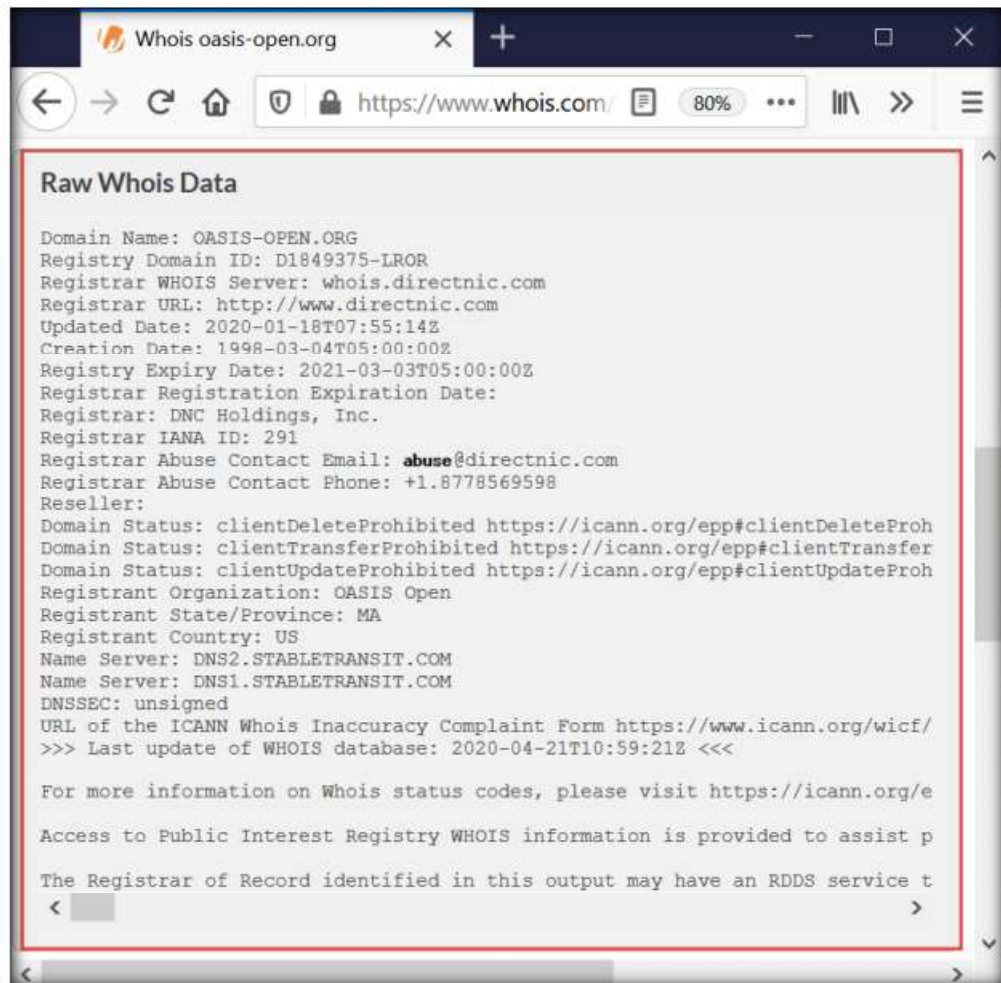 Whois oasis-open.org
https://www.whois.com/
80%
Raw Whois Data
Domain Name: OASIS-OPEN.ORG
Registry Domain ID: D1849375-LROR
Registrar WHOIS Server: whois.directnic.com
Registrar URL: http://www.directnic.com
Updated Date: 2020-01-18T07:55:14Z
Creation Date: 1998-03-04T05:00:00Z
Registry Expiry Date: 2021-03-03T05:00:00Z
Registrar Registration Expiration Date:
Registrar: DNC Holdings, Inc.
Registrar IANA ID: 291
Registrar Abuse Contact Email: abuse@directnic.com
Registrar Abuse Contact Phone: +1.8778569598
Reseller:
Domain Status: clientDeleteProhibited https://icann.org/epp#clientDeleteProh
Domain Status: clientTransferProhibited https://icann.org/epp#clientTransfer
Domain Status: clientUpdateProhibited https://icann.org/epp#clientUpdateProh
Registrant Organization: OASIS Open
Registrant State/Province: MA
Registrant Country: US
Name Server: DNS2.STABLETRANSIT.COM
Name Server: DNS1.STABLETRANSIT.COM
DNSSEC: unsigned
URL of the ICANN Whois Inaccuracy Complaint Form https://www.icann.org/wicf/
>>> Last update of WHOIS database: 2020-04-21T10:59:21Z <<<
For more information on Whois status codes, please visit https://icann.org/e
Access to Public Interest Registry WHOIS information is provided to assist p
The Registrar of Record identified in this output may have an RDDS service t